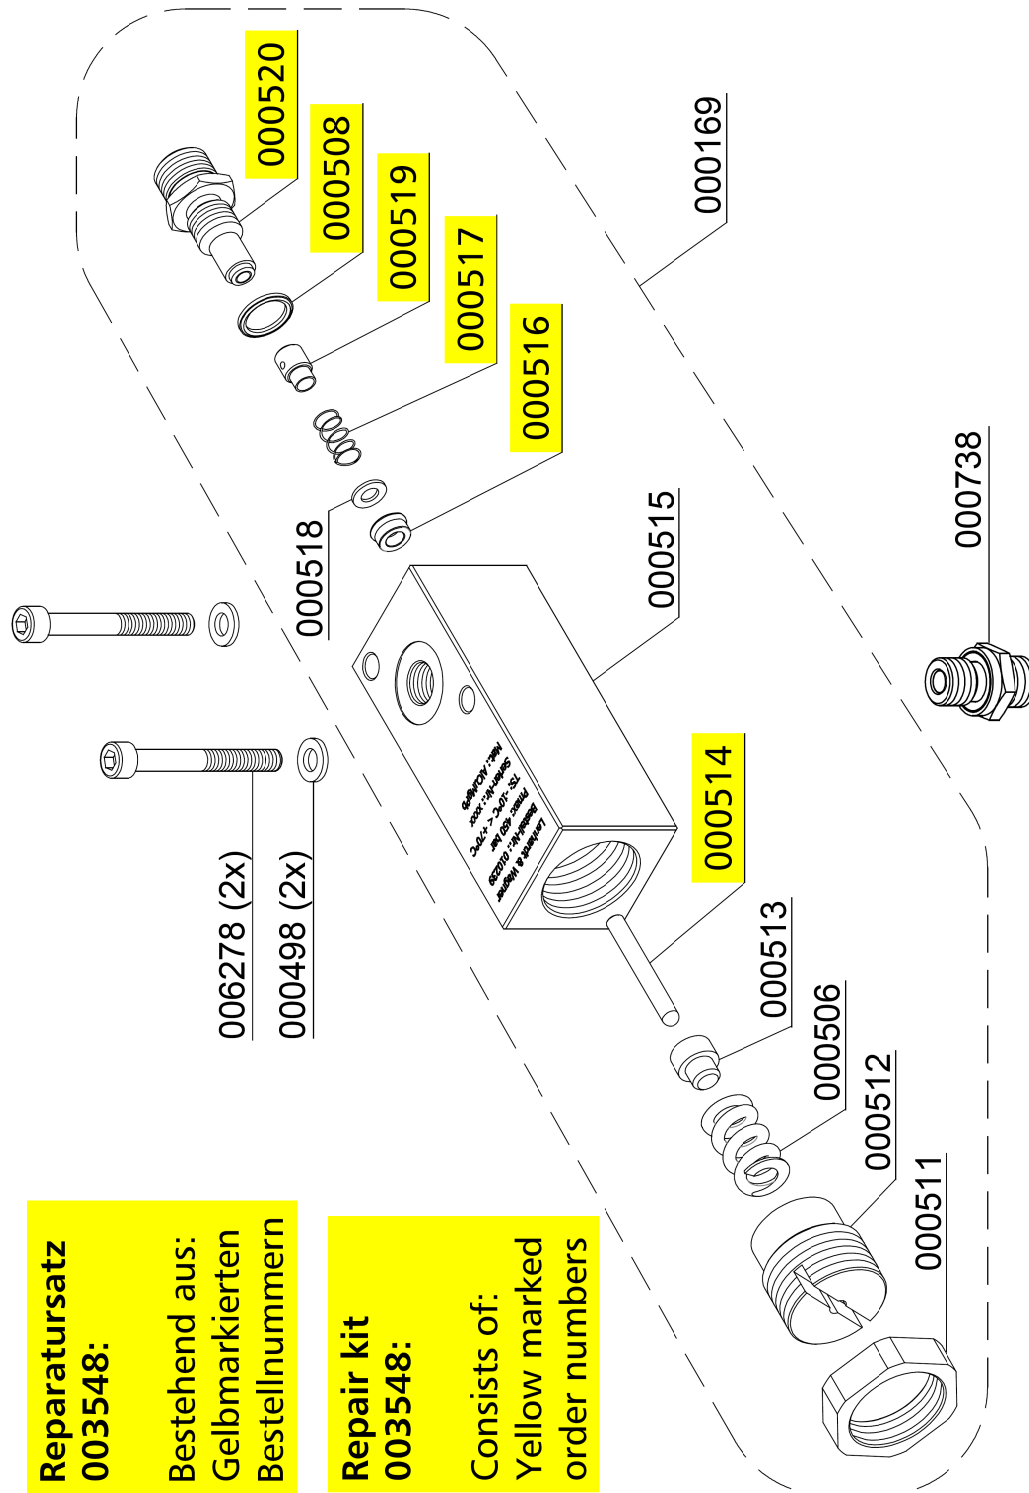 Reparatursatz
003548:
Bestehend aus:
Gelbmarkierten
Bestellnummern
Repair kit
003548:
Consists of:
Yellow marked
order numbers
006278 (2x)
000498 (2x)
000518
000520
000508
000519
000517
000516
000169
000515
000738
000514
000513
000506
000512
000511
Lenhardt & Wagner
Bestell-Nr.: 010239
Pmax: 450 bar
TS: -10°C < +70°C
Serien-Nr.: xxxx
Mat.: AlCuMgPb